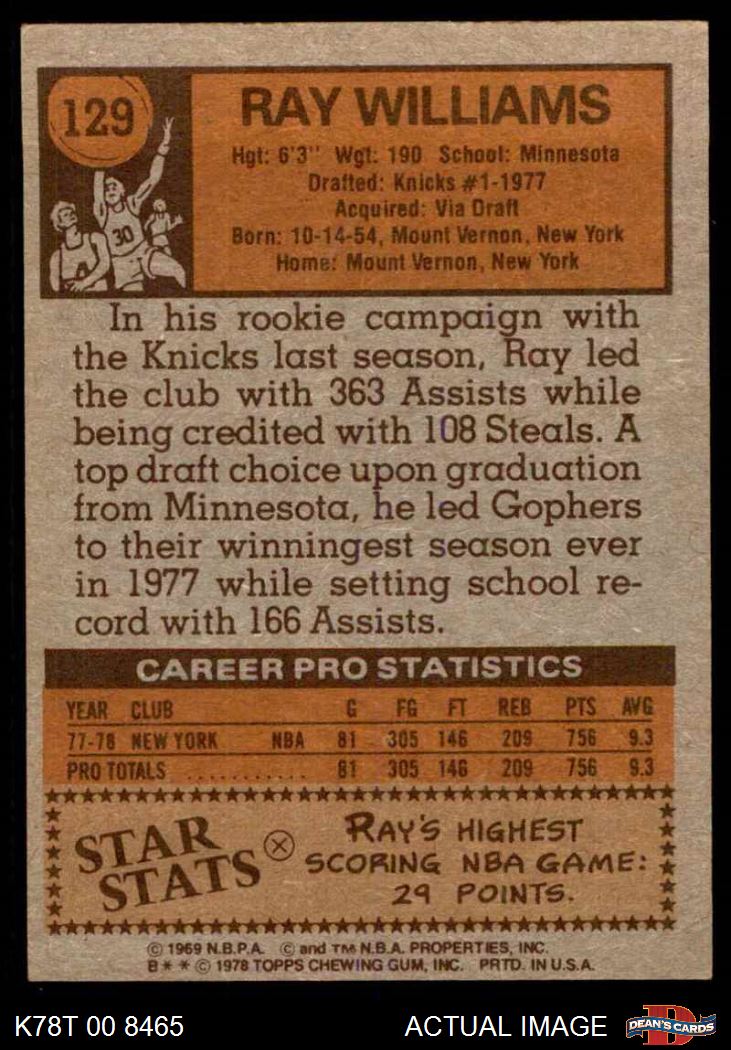 129
RAY WILLIAMS
Hgt: 6'3" Wgt: 190 School: Minnesota
Drafted: Knicks #1-1977
Acquired: Via Draft
Born: 10-14-54, Mount Vernon, New York
Home: Mount Vernon, New York
30
4
In his rookie campaign with
the Knicks last season, Ray led
the club with 363 Assists while
being credited with 108 Steals. A
top draft choice upon graduation
from Minnesota, he led Gophers
to their winningest season ever
in 1977 while setting school re-
cord with 166 Assists.
CAREER PRO STATISTICS
YEAR CLUB G FG FT REB PTS AVG
77-78 NEW YORK NBA 81 305 146 209 756 9.3
PRO TOTALS ........... 81 305 146 209 756 9.3
STAR
STATS
RAY'S HIGHEST
SCORING NBA GAME:
29 POINTS.
© 1969 N.B.P.A. © and TM N.B.A. PROPERTIES, INC.
B * * © 1978 TOPPS CHEWING GUM, INC. PRTD. IN U.S.A.
K78T 00 8465 ACTUAL IMAGE
D
DEAN'S CARDS